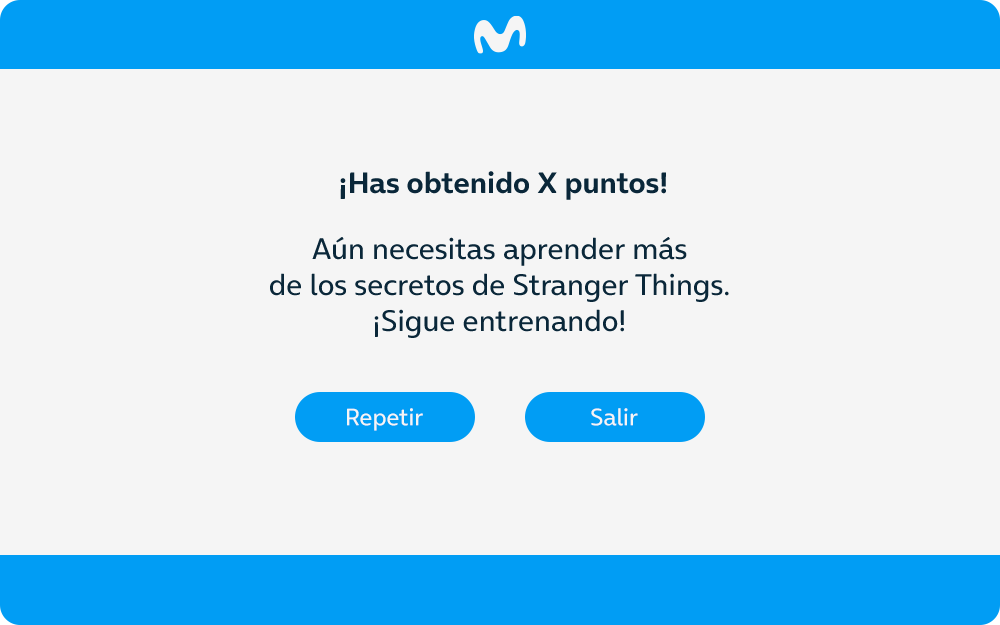 ¡Has obtenido X puntos!
Aún necesitas aprender más
de los secretos de Stranger Things.
¡Sigue entrenando!
Repetir
Salir